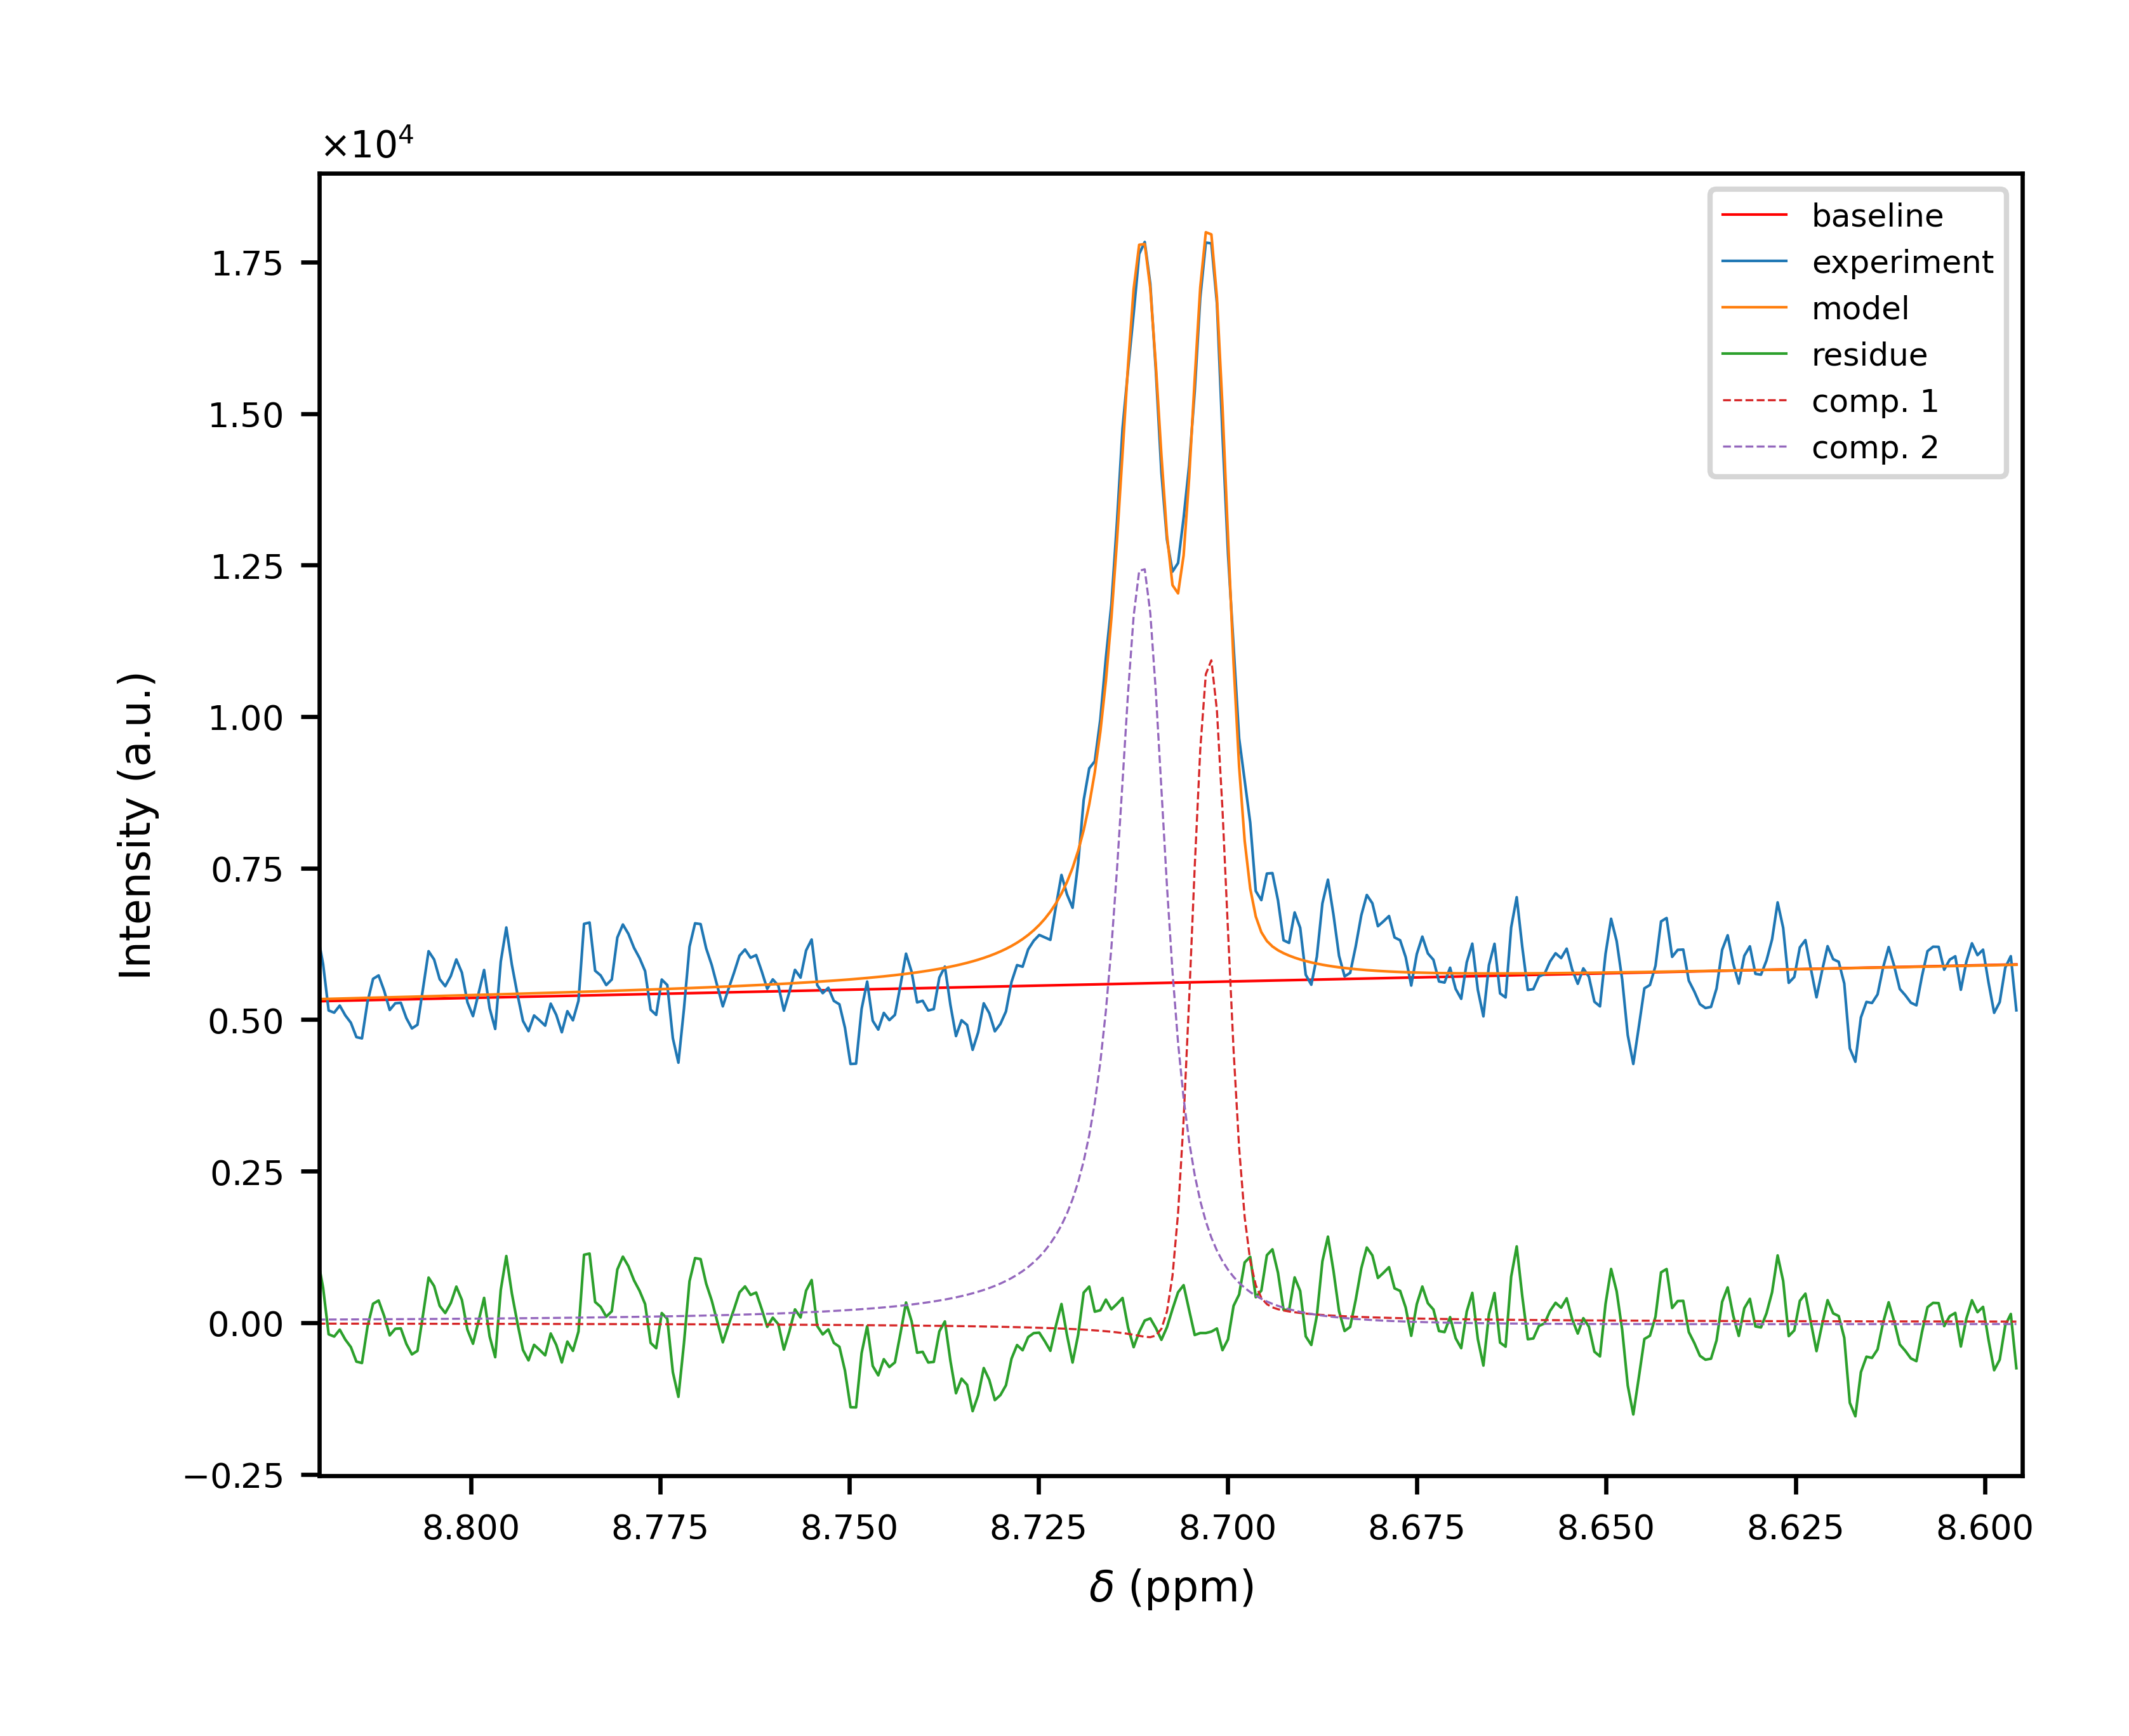 ×10⁴
1.75
1.50
1.25
1.00
0.75
0.50
0.25
0.00
−0.25
Intensity (a.u.)
baseline
experiment
model
residue
comp. 1
comp. 2
8.800 8.775 8.750 8.725 8.700 8.675 8.650 8.625 8.600
δ (ppm)